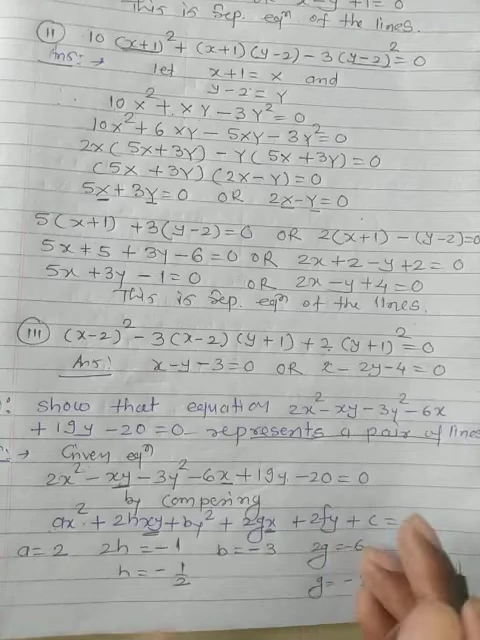 This is Sep. eqn of the lines.
(II) 10 (x+1)² + (x+1) (y-2) - 3 (y-2)² = 0
Ans: → let x+1 = X and
y-2 = Y
∴ 10X² + XY - 3Y² = 0
10X² + 6XY - 5XY - 3Y² = 0
2X (5X+3Y) - Y (5X+3Y) = 0
(5X + 3Y) (2X-Y) = 0
5X + 3Y = 0 OR 2X-Y = 0
5(x+1) + 3(y-2) = 0 OR 2(x+1) - (y-2) = 0
5x + 5 + 3y - 6 = 0 OR 2x + 2 - y + 2 = 0
5x + 3y - 1 = 0 OR 2x - y + 4 = 0
This is Sep. eqn of the lines.
(III) (x-2)² - 3(x-2) (y+1) + 2 (y+1)² = 0
Ans: x - y - 3 = 0 OR x - 2y - 4 = 0
show that equation 2x² - xy - 3y² - 6x
+ 19y - 20 = 0 represents a pair of lines
→ Given eqn
2x² - xy - 3y² - 6x + 19y - 20 = 0
by compering
ax² + 2hxy + by² + 2gx + 2fy + c =
a = 2 2h = -1 b = -3 2g = -6
h = -1/2 g = -